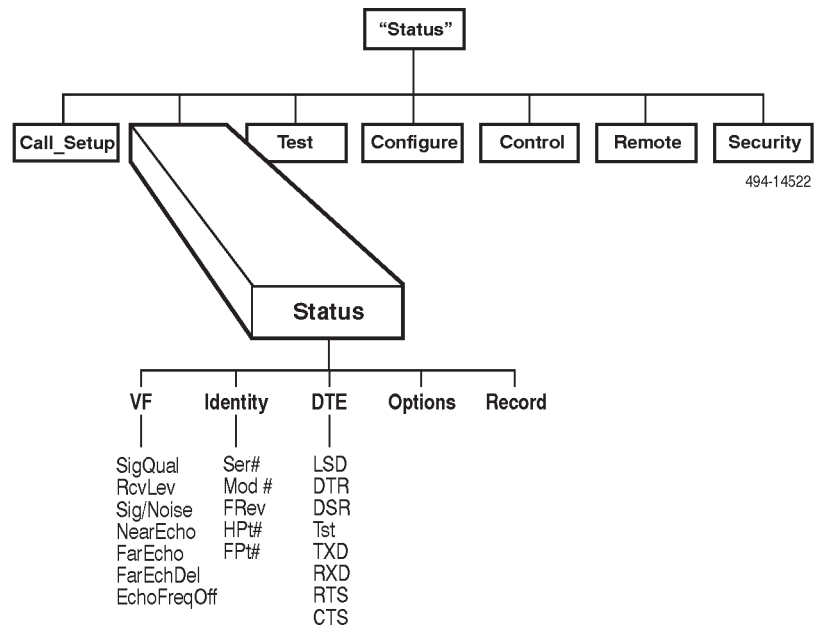 “Status”
Call_Setup
Test
Configure
Control
Remote
Security
494-14522
Status
VF
Identity
DTE
Options
Record
SigQual
RcvLev
Sig/Noise
NearEcho
FarEcho
FarEchDel
EchoFreqOff
Ser#
Mod #
FRev
HPt#
FPt#
LSD
DTR
DSR
Tst
TXD
RXD
RTS
CTS